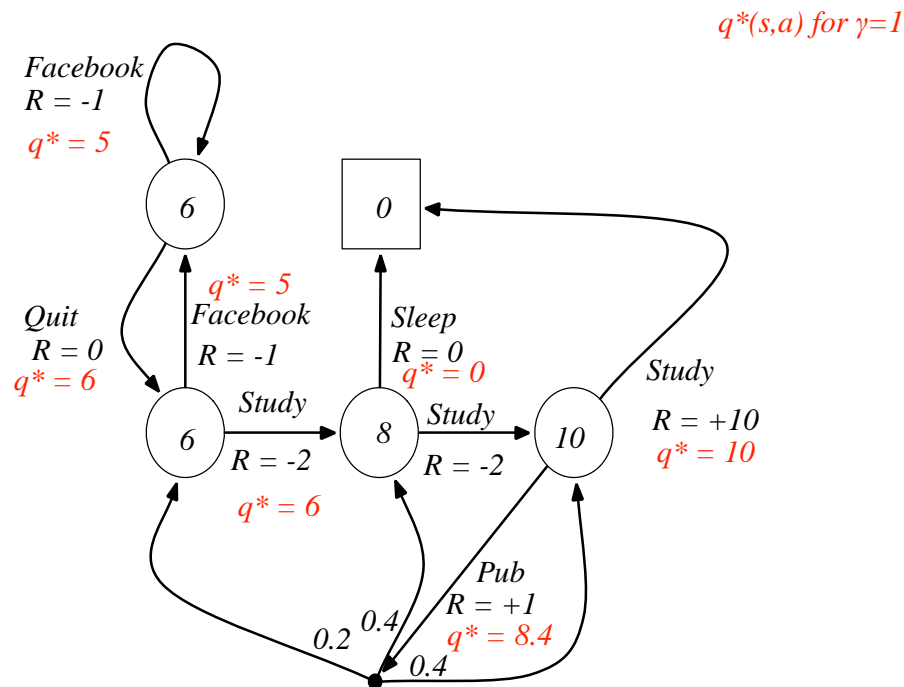 q*(s,a) for γ=1
Facebook
R = -1
q* = 5
6
0
q* = 5
Quit
R = 0
q* = 6
Facebook
R = -1
Sleep
R = 0
q* = 0
Study
R = +10
q* = 10
6
Study
R = -2
q* = 6
8
Study
R = -2
10
Pub
R = +1
q* = 8.4
0.2
0.4
0.4